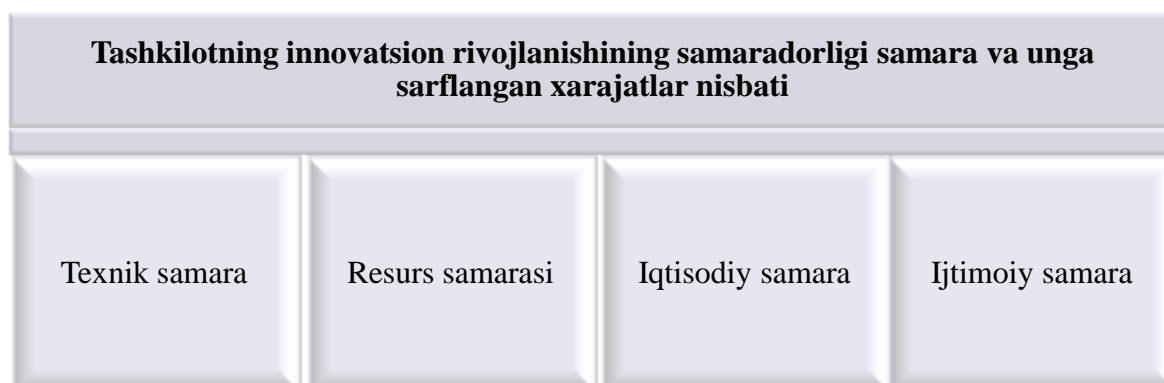 Tashkilotning innovatsion rivojlanishining samaradorligi samara va unga
sarflangan xarajatlar nisbati
Texnik samara
Resurs samarasi
Iqtisodiy samara
Ijtimoiy samara